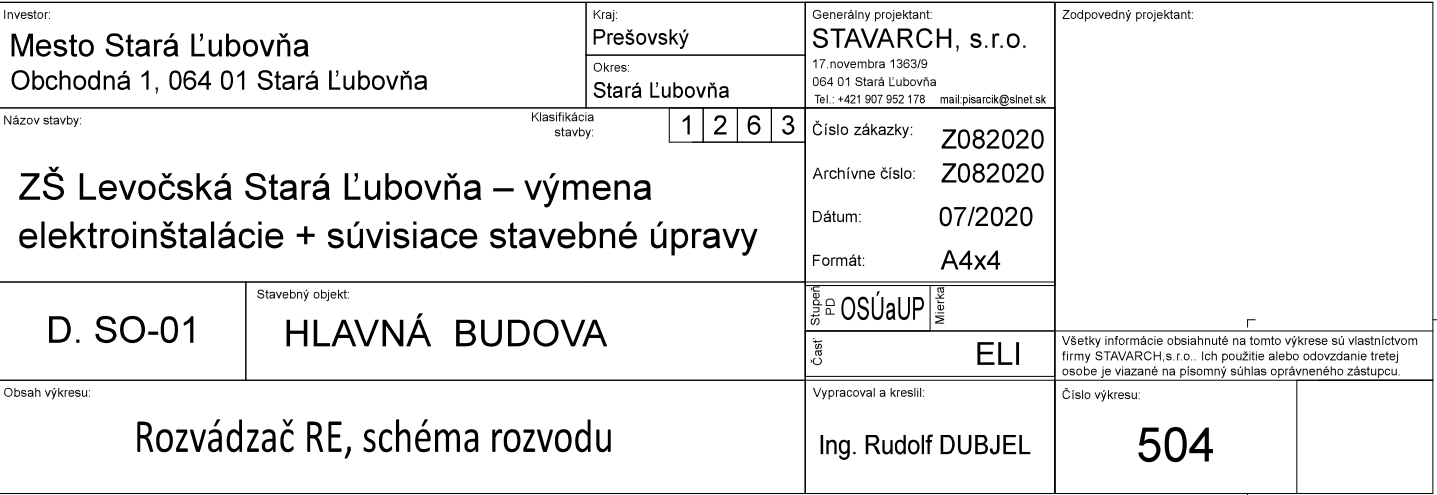 Investor:
Mesto Stará Ľubovňa
Obchodná 1, 064 01 Stará Ľubovňa
Kraj:
Prešovský
Okres:
Stará Ľubovňa
Generálny projektant:
STAVARCH, s.r.o.
17.novembra 1363/9
064 01 Stará Ľubovňa
Tel.: +421 907 952 178 mail:pisarcik@slnet.sk
Zodpovedný projektant:
Názov stavby:
Klasifikácia
stavby:
1 2 6 3
ZŠ Levočská Stará Ľubovňa – výmena
elektroinštalácie + súvisiace stavebné úpravy
Číslo zákazky: Z082020
Archívne číslo: Z082020
Dátum: 07/2020
Formát: A4x4
D. SO-01
Stavebný objekt:
HLAVNÁ BUDOVA
Stupeň
PD
OSÚaUP
Mierka
Časť
ELI
Všetky informácie obsiahnuté na tomto výkrese sú vlastníctvom
firmy STAVARCH,s.r.o.. Ich použitie alebo odovzdanie tretej
osobe je viazané na písomný súhlas oprávneného zástupcu.
Obsah výkresu:
Rozvádzač RE, schéma rozvodu
Vypracoval a kreslil:
Ing. Rudolf DUBJEL
Číslo výkresu:
504